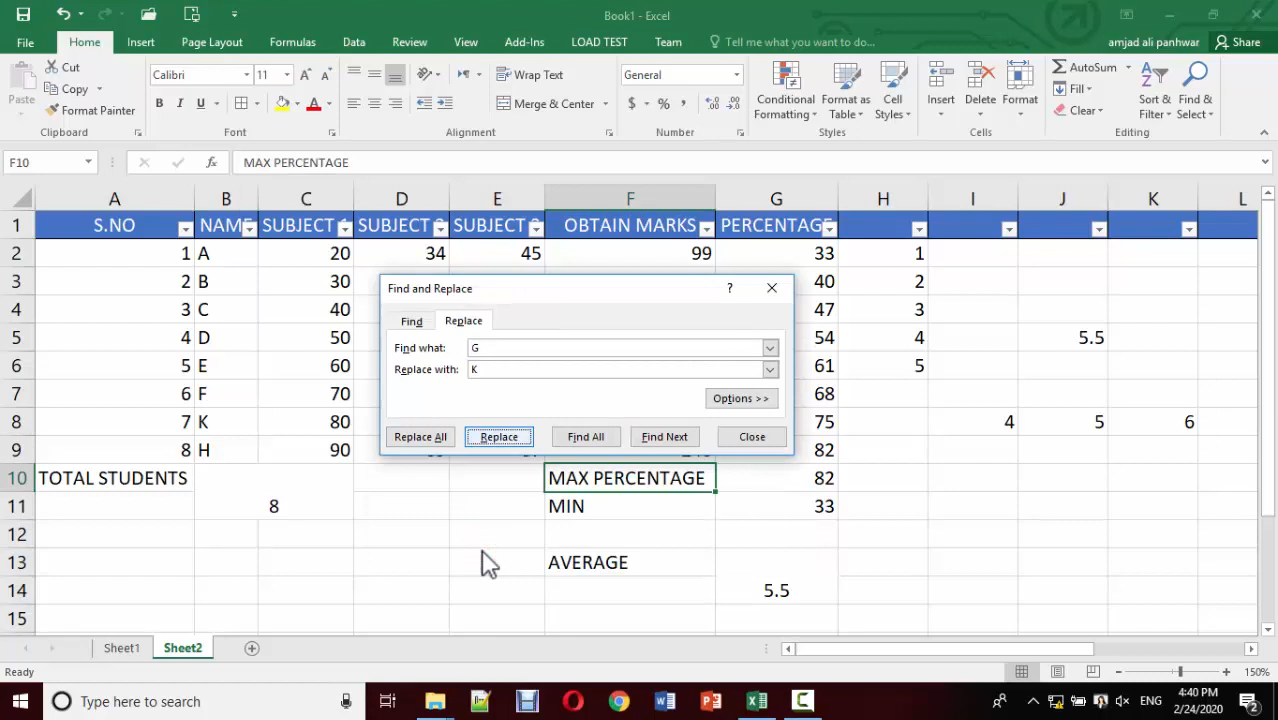 Book1 - Excel
File Home Insert Page Layout Formulas Data Review View Add-Ins LOAD TEST Team Tell me what you want to do... amjad ali panhwar Share
Paste Cut Copy Format Painter Clipboard
Calibri 11 A A B I U A Font
Wrap Text Merge & Center Alignment
General $ % , Number
Conditional Formatting Format as Table Cell Styles Styles
Insert Delete Format Cells
AutoSum Fill Clear Sort & Filter Find & Select Editing
F10 fx MAX PERCENTAGE
A B C D E F G H I J K L
1 S.NO NAME SUBJECT 1 SUBJECT 2 SUBJECT 3 OBTAIN MARKS PERCENTAGE
2 1 A 20 34 45 99 33 1
3 2 B 30 40 2
4 3 C 40 47 3
5 4 D 50 54 4 5.5
6 5 E 60 61 5
7 6 F 70 68
8 7 K 80 75 4 5 6
9 8 H 90 82
10 TOTAL STUDENTS MAX PERCENTAGE 82
11 8 MIN 33
12
13 AVERAGE
14 5.5
15
Find and Replace ?
Find Replace
Find what: G
Replace with: K
Options >>
Replace All Replace Find All Find Next Close
Sheet1 Sheet2
Ready 150%
Type here to search ENG 4:40 PM 2/24/2020 2